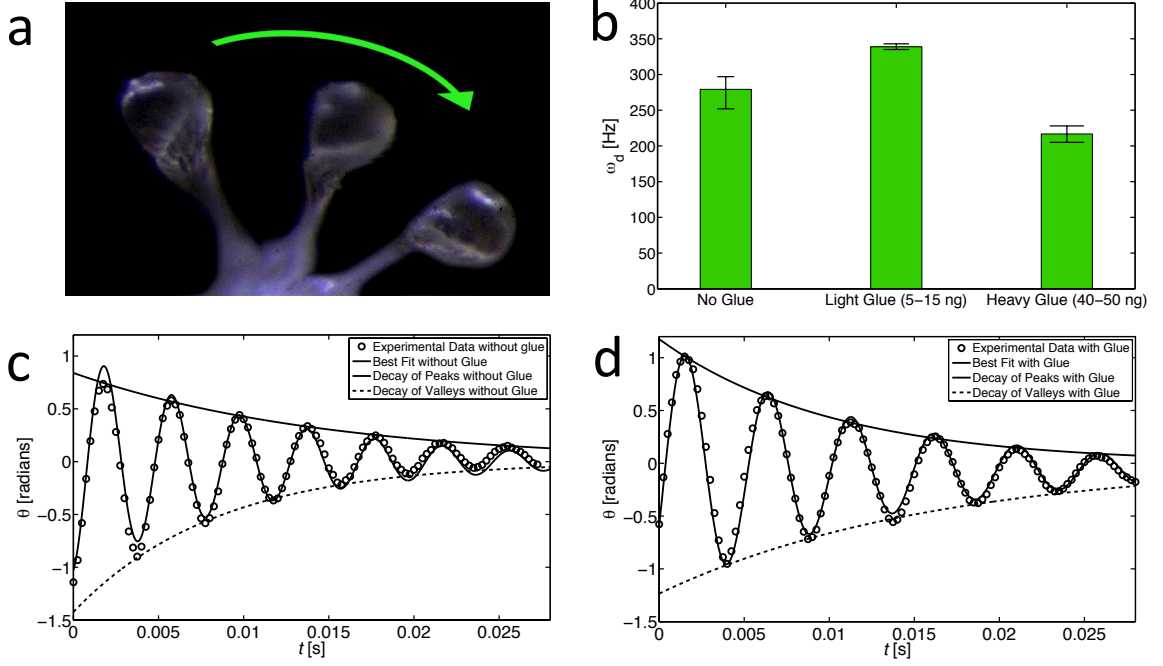 a
b
400
350
300
250
200
150
100
50
0
ω_d [Hz]
No Glue
Light Glue (5−15 ng)
Heavy Glue (40−50 ng)
c
1
0.5
0
−0.5
−1
−1.5
θ [radians]
Experimental Data without glue
Best Fit without Glue
Decay of Peaks without Glue
Decay of Valleys without Glue
0
0.005
0.01
0.015
0.02
0.025
t [s]
d
1
0.5
0
−0.5
−1
−1.5
θ [radians]
Experimental Data with Glue
Best Fit with Glue
Decay of Peaks with Glue
Decay of Valleys with Glue
0
0.005
0.01
0.015
0.02
0.025
t [s]